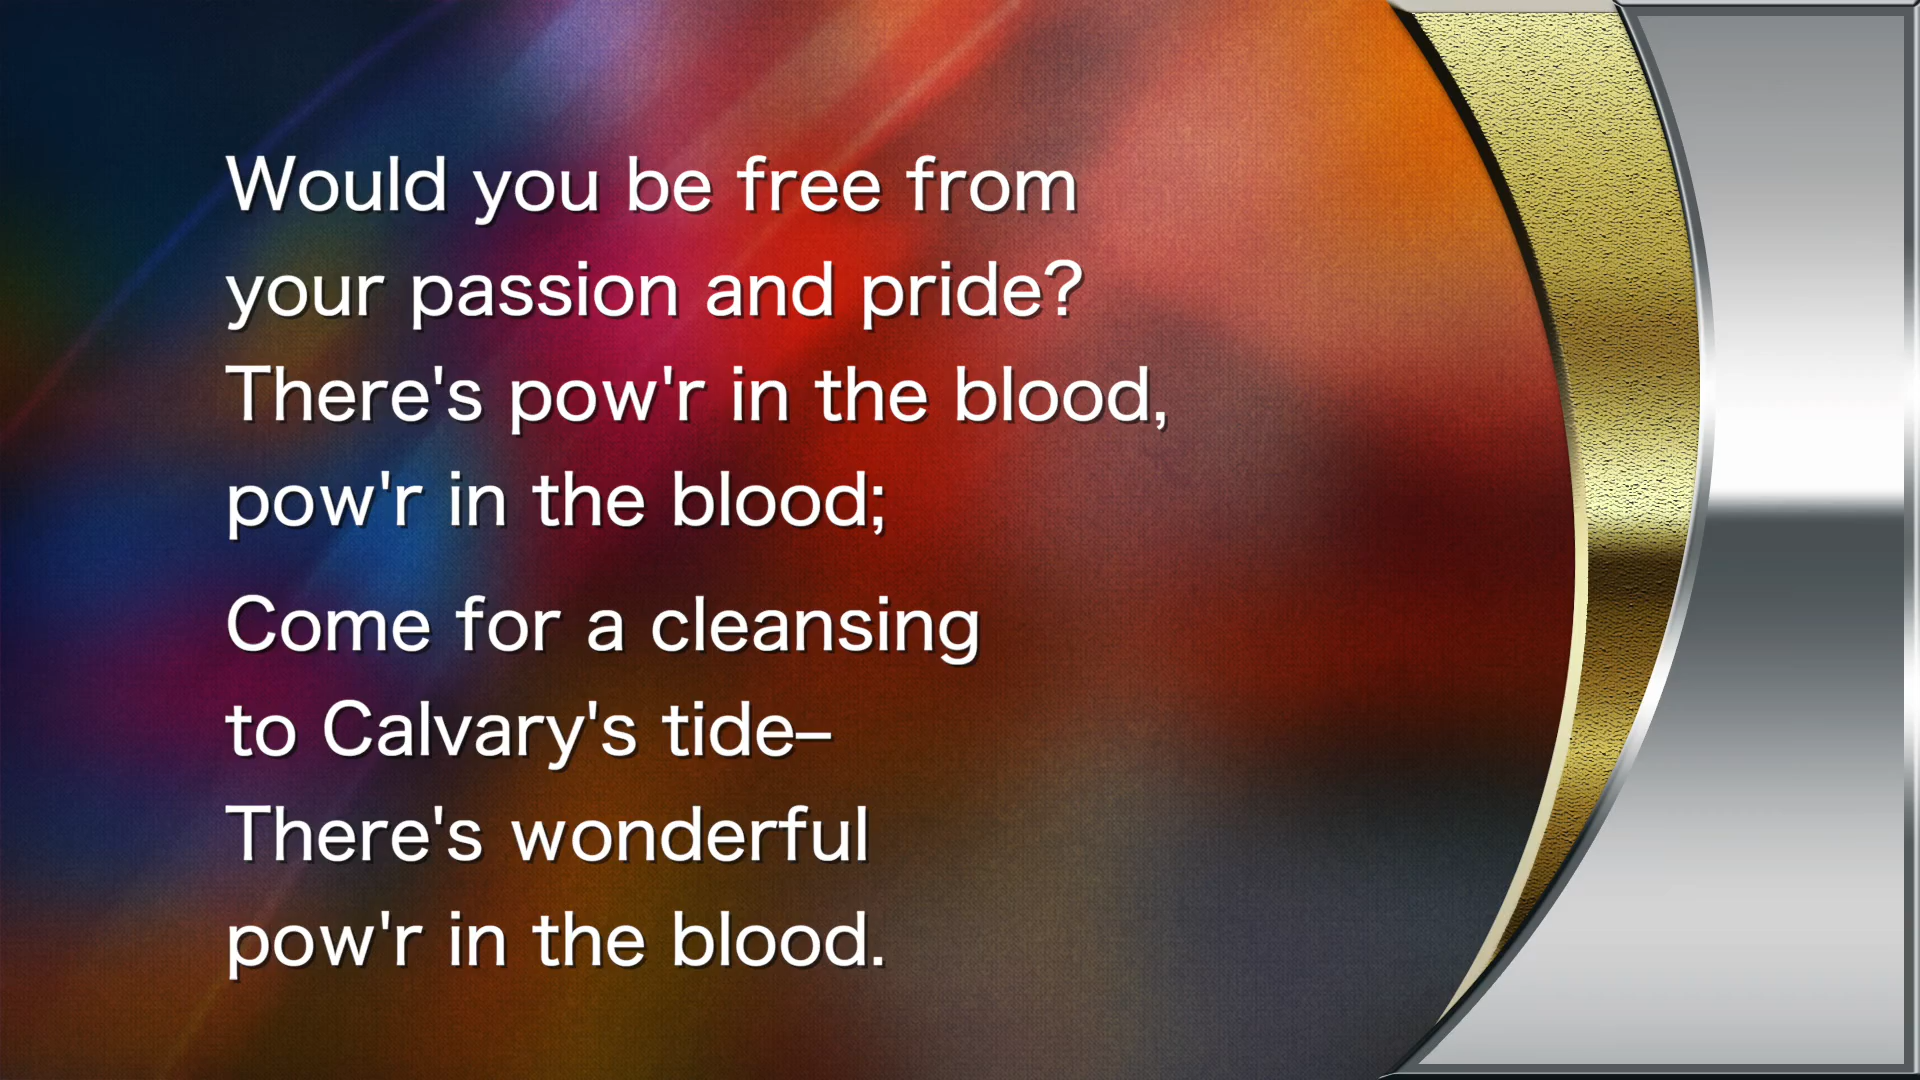 Would you be free from
your passion and pride?
There's pow'r in the blood,
pow'r in the blood;
Come for a cleansing
to Calvary's tide–
There's wonderful
pow'r in the blood.